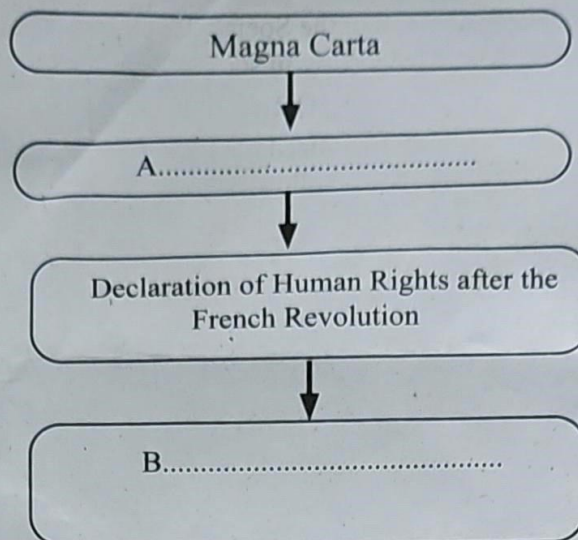 Magna Carta
A............................................
Declaration of Human Rights after the
French Revolution
B............................................